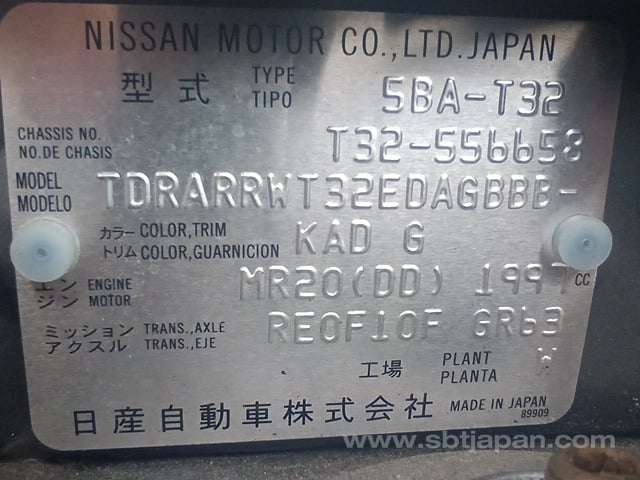 NISSAN MOTOR CO.,LTD.JAPAN
型式 TYPE TIPO 5BA-T32
CHASSIS NO. NO.DE CHASIS T32-556658
MODEL MODELO TDRARRWT32EDAGBBB-
カラー COLOR,TRIM
トリム COLOR,GUARNICION KAD G
エン ENGINE
ジン MOTOR MR20(DD) 1997 cc
ミッション TRANS.,AXLE
アクスル TRANS.,EJE RE0F10F GR63
工場 PLANT PLANTA W
日産自動車株式会社 MADE IN JAPAN
89909
www.sbtjapan.com